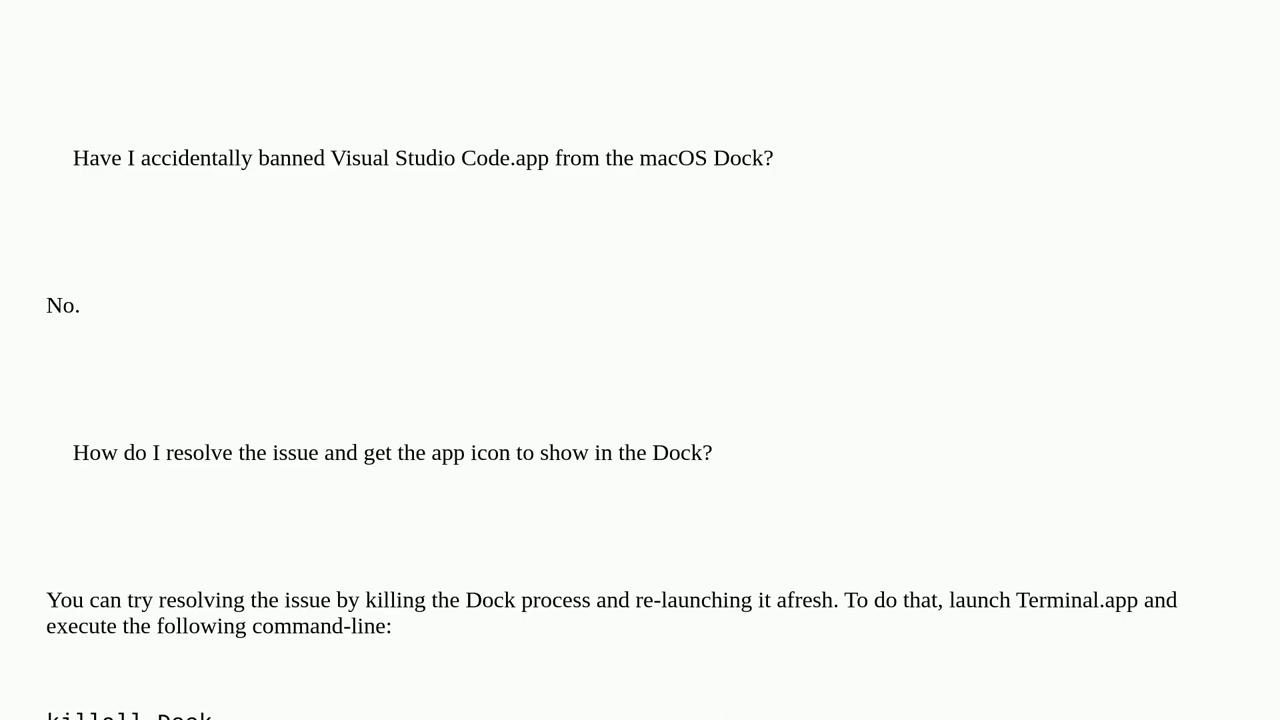 Have I accidentally banned Visual Studio Code.app from the macOS Dock?
No.
How do I resolve the issue and get the app icon to show in the Dock?
You can try resolving the issue by killing the Dock process and re-launching it afresh. To do that, launch Terminal.app and
execute the following command-line:
killall Dock